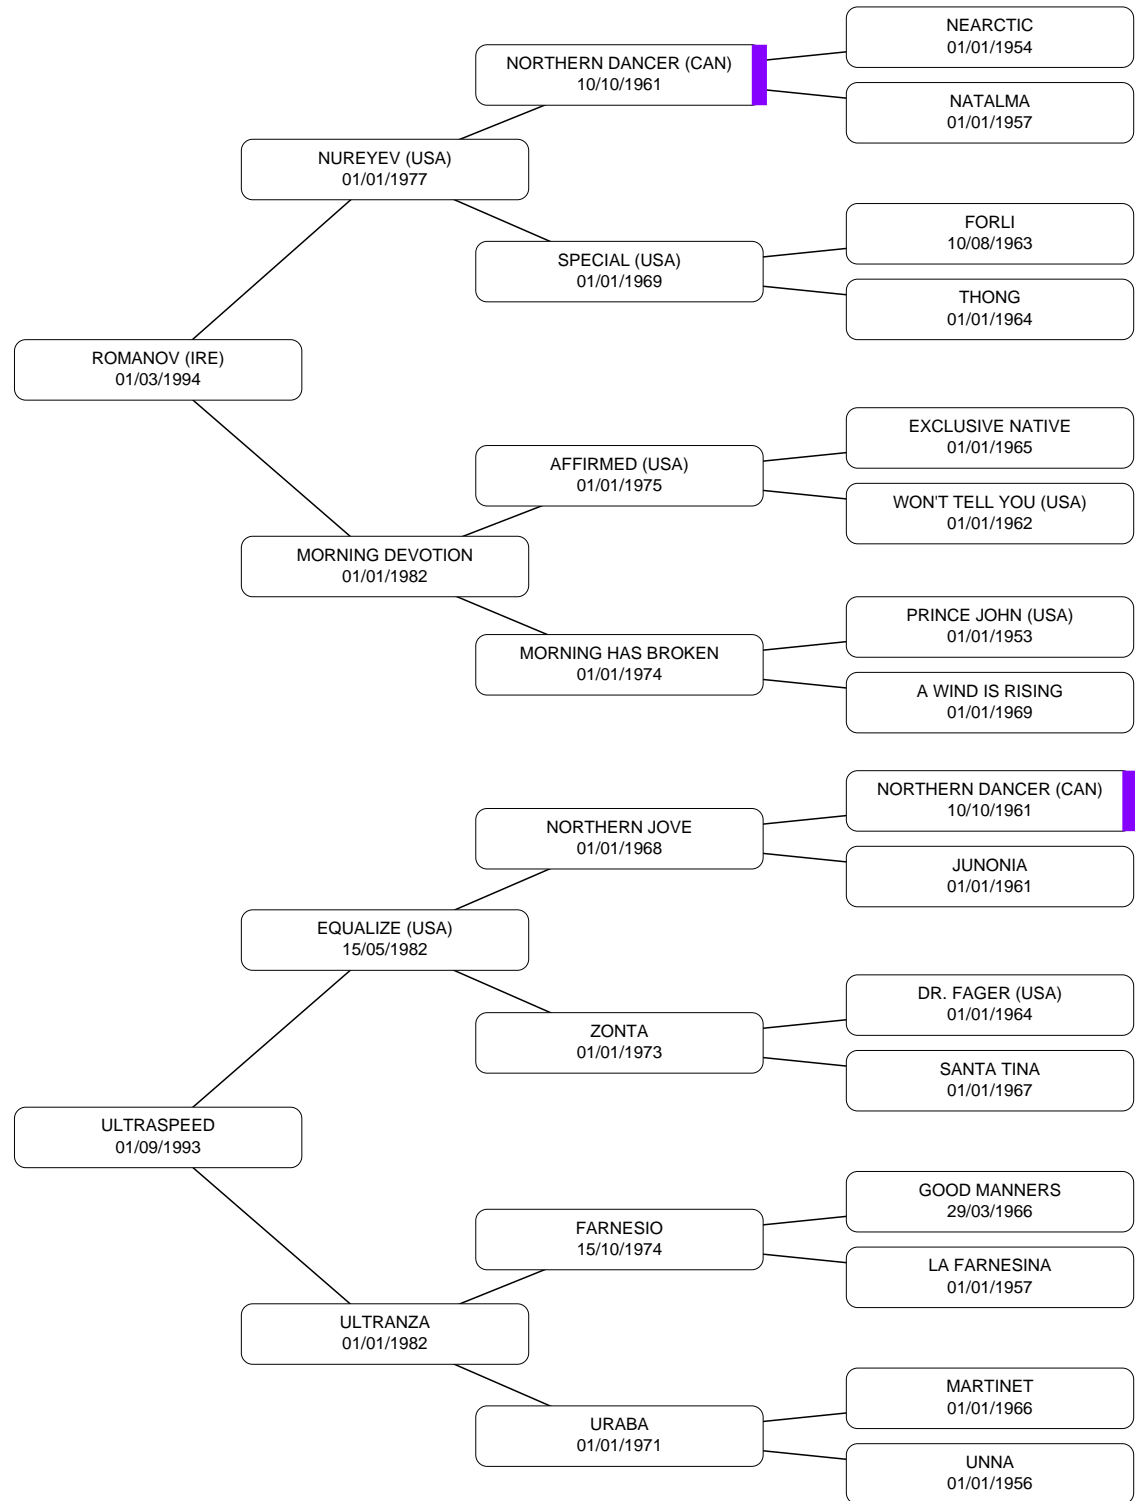 NEARCTIC
01/01/1954
NORTHERN DANCER (CAN)
10/10/1961
NATALMA
01/01/1957
NUREYEV (USA)
01/01/1977
FORLI
10/08/1963
SPECIAL (USA)
01/01/1969
THONG
01/01/1964
ROMANOV (IRE)
01/03/1994
EXCLUSIVE NATIVE
01/01/1965
AFFIRMED (USA)
01/01/1975
WON'T TELL YOU (USA)
01/01/1962
MORNING DEVOTION
01/01/1982
PRINCE JOHN (USA)
01/01/1953
MORNING HAS BROKEN
01/01/1974
A WIND IS RISING
01/01/1969
NORTHERN DANCER (CAN)
10/10/1961
NORTHERN JOVE
01/01/1968
JUNONIA
01/01/1961
EQUALIZE (USA)
15/05/1982
DR. FAGER (USA)
01/01/1964
ZONTA
01/01/1973
SANTA TINA
01/01/1967
ULTRASPEED
01/09/1993
GOOD MANNERS
29/03/1966
FARNESIO
15/10/1974
LA FARNESINA
01/01/1957
ULTRANZA
01/01/1982
MARTINET
01/01/1966
URABA
01/01/1971
UNNA
01/01/1956